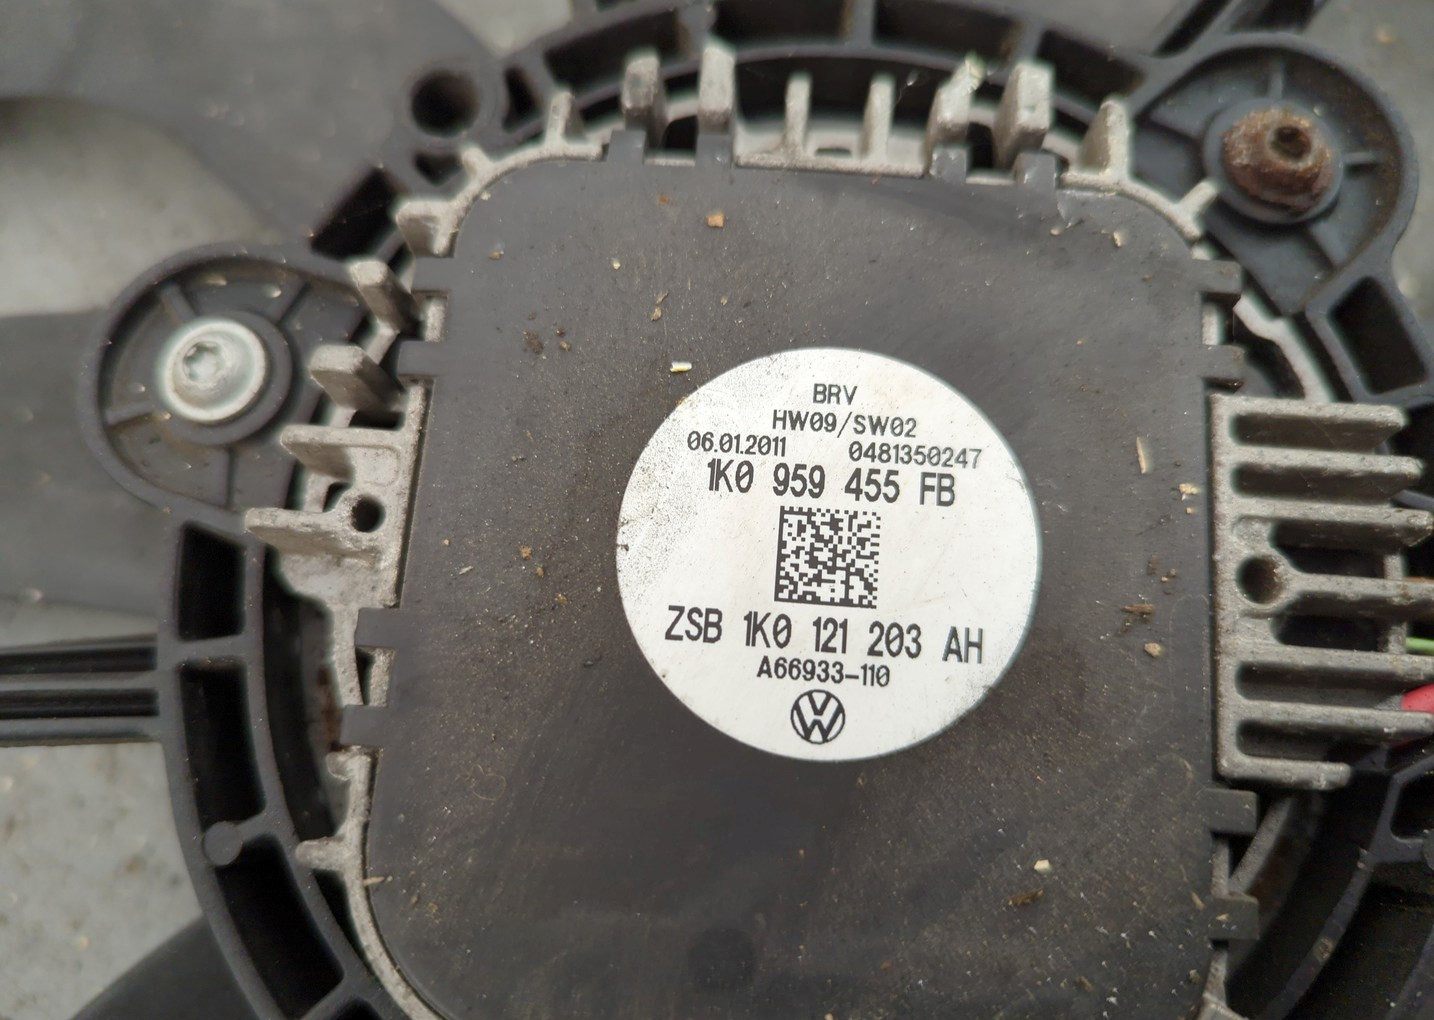 BRV
HW09/SW02
06.01.2011 0481350247
1K0 959 455 FB
ZSB 1K0 121 203 AH
A66933-110